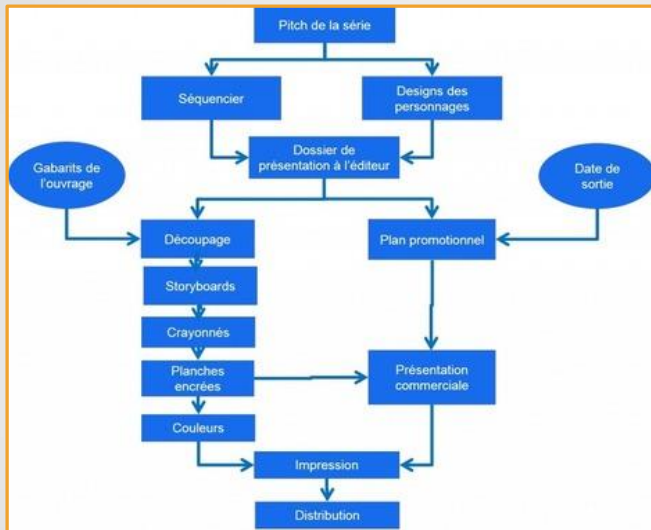 Pitch de la série
Séquencier
Designs des
personnages
Dossier de
présentation à l'éditeur
Gabarits de
l'ouvrage
Date de
sortie
Découpage
Plan promotionnel
Storyboards
Crayonnés
Planches
encrées
Présentation
commerciale
Couleurs
Impression
Distribution